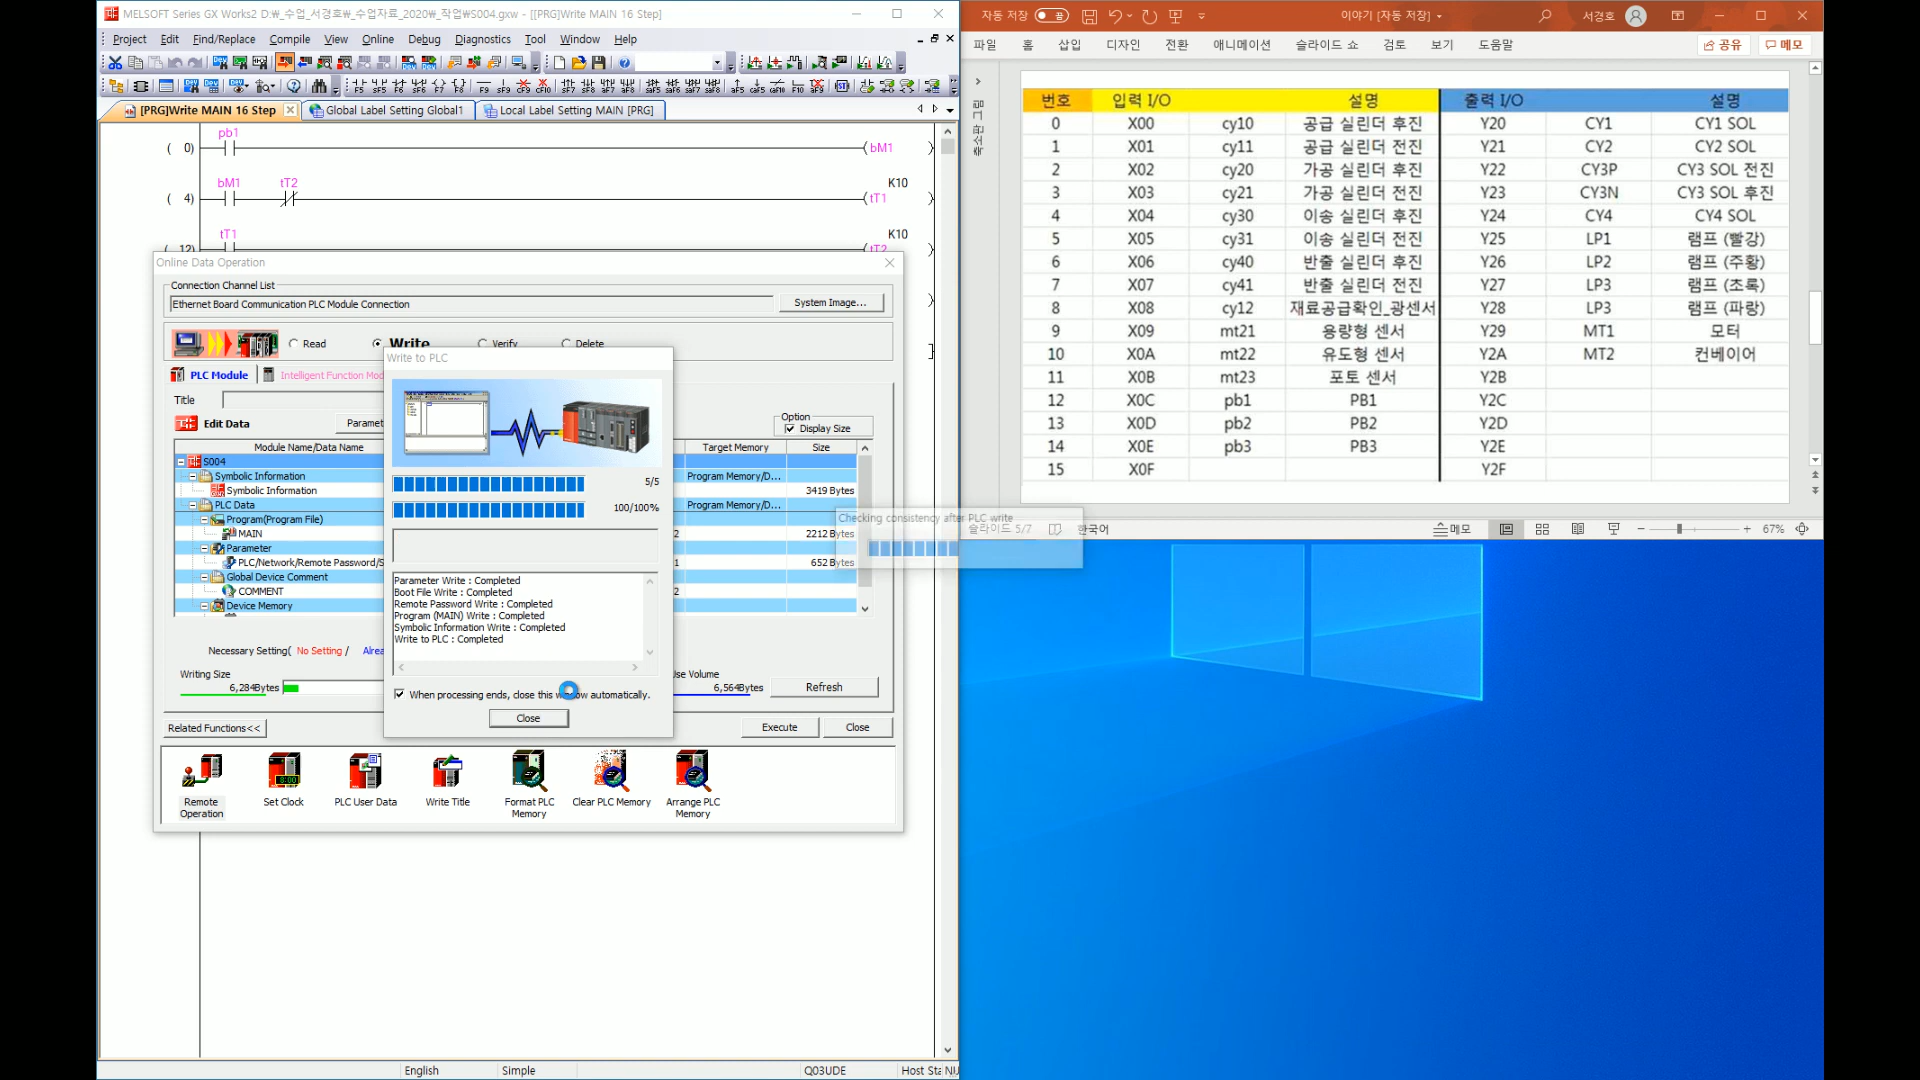 MELSOFT Series GX Works2 D:₩_수업_서경호₩_수업자료_2020₩_작업₩S004.gxw - [[PRG]Write MAIN 16 Step]
Project Edit Find/Replace Compile View Online Debug Diagnostics Tool Window Help
[PRG]Write MAIN 16 Step
Global Label Setting Global1
Local Label Setting MAIN [PRG]
pb1
( 0) bM1
bM1 tT2 K10
( 4) tT1
tT1 K10
( 12) tT2
Online Data Operation
Connection Channel List
Ethernet Board Communication PLC Module Connection
System Image...
Read Write Verify Delete
PLC Module
Intelligent Function Mod
Title
Edit Data
Paramet
Option
Display Size
Module Name/Data Name Target Memory Size
S004
Symbolic Information Program Memory/D...
Symbolic Information 3419 Bytes
PLC Data Program Memory/D...
Program(Program File)
MAIN 2212 Bytes
Parameter
PLC/Network/Remote Password/S 652 Bytes
Global Device Comment
COMMENT
Device Memory
Necessary Setting( No Setting / Alrea
Writing Size
6,284Bytes
Use Volume
6,564Bytes
Refresh
Related Functions<<
Execute
Close
Remote Operation
Set Clock
PLC User Data
Write Title
Format PLC Memory
Clear PLC Memory
Arrange PLC Memory
Write to PLC
5/5
100/100%
Parameter Write : Completed
Boot File Write : Completed
Remote Password Write : Completed
Program (MAIN) Write : Completed
Symbolic Information Write : Completed
Write to PLC : Completed
When processing ends, close this window automatically.
Close
Checking consistency after PLC write
English Simple Q03UDE Host Sta NU
자동 저장 끔
이야기 [자동 저장]
서경호
파일 홈 삽입 디자인 전환 애니메이션 슬라이드 쇼 검토 보기 도움말
공유 메모
축소판 그림
번호 입력 I/O 설명 출력 I/O 설명
0 X00 cy10 공급 실린더 후진 Y20 CY1 CY1 SOL
1 X01 cy11 공급 실린더 전진 Y21 CY2 CY2 SOL
2 X02 cy20 가공 실린더 후진 Y22 CY3P CY3 SOL 전진
3 X03 cy21 가공 실린더 전진 Y23 CY3N CY3 SOL 후진
4 X04 cy30 이송 실린더 후진 Y24 CY4 CY4 SOL
5 X05 cy31 이송 실린더 전진 Y25 LP1 램프 (빨강)
6 X06 cy40 반출 실린더 후진 Y26 LP2 램프 (주황)
7 X07 cy41 반출 실린더 전진 Y27 LP3 램프 (초록)
8 X08 cy12 재료공급확인_광센서 Y28 LP3 램프 (파랑)
9 X09 mt21 용량형 센서 Y29 MT1 모터
10 X0A mt22 유도형 센서 Y2A MT2 컨베이어
11 X0B mt23 포토 센서 Y2B
12 X0C pb1 PB1 Y2C
13 X0D pb2 PB2 Y2D
14 X0E pb3 PB3 Y2E
15 X0F Y2F
슬라이드 5/7 한국어 메모 67%